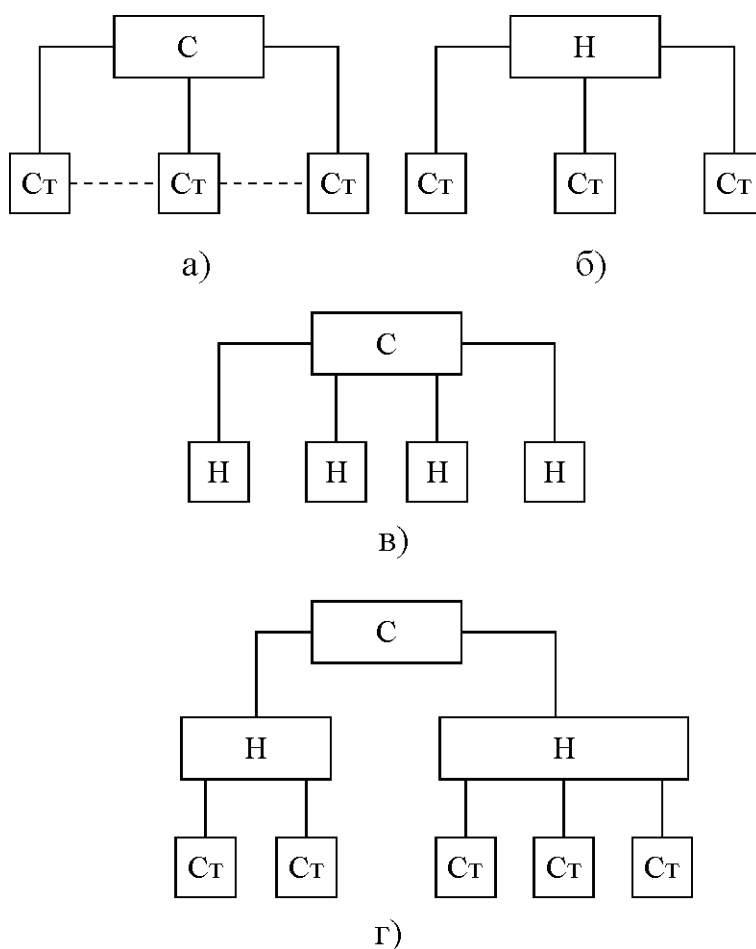 С Н
Ст Ст Ст Ст Ст Ст
а) б)
С
Н Н Н Н
в)
С
Н Н
Ст Ст Ст Ст Ст
г)